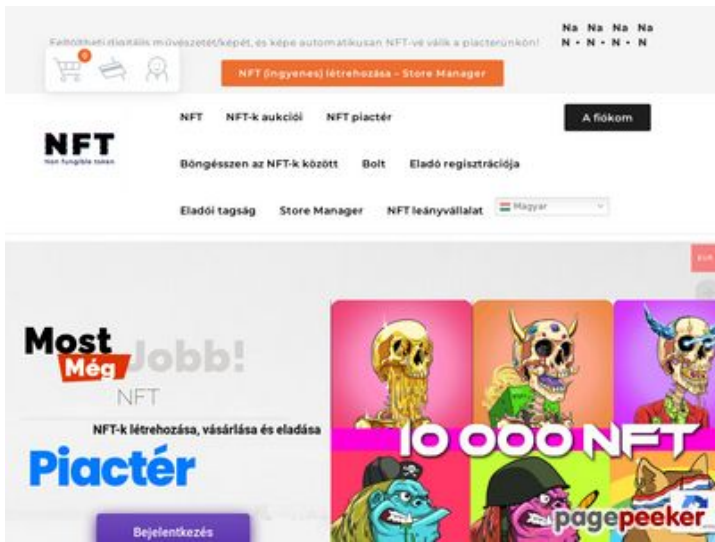 Feltöltheti digitális művészetét/képét, és képe automatikusan NFT-vé válik a piacterünkön!
Na Na Na Na
N • N • N • N
0
NFT (ingyenes) létrehozása – Store Manager
NFT
Non fungible token
NFT NFT-k aukciói NFT piactér
A fiókom
Böngésszen az NFT-k között Bolt Eladó regisztrációja
Eladói tagság Store Manager NFT leányvállalat
Magyar
EUR
Most
Még Jobb!
NFT
NFT-k létrehozása, vásárlása és eladása
Piactér
Bejelentkezés
10 000 NFT
pagepeeker